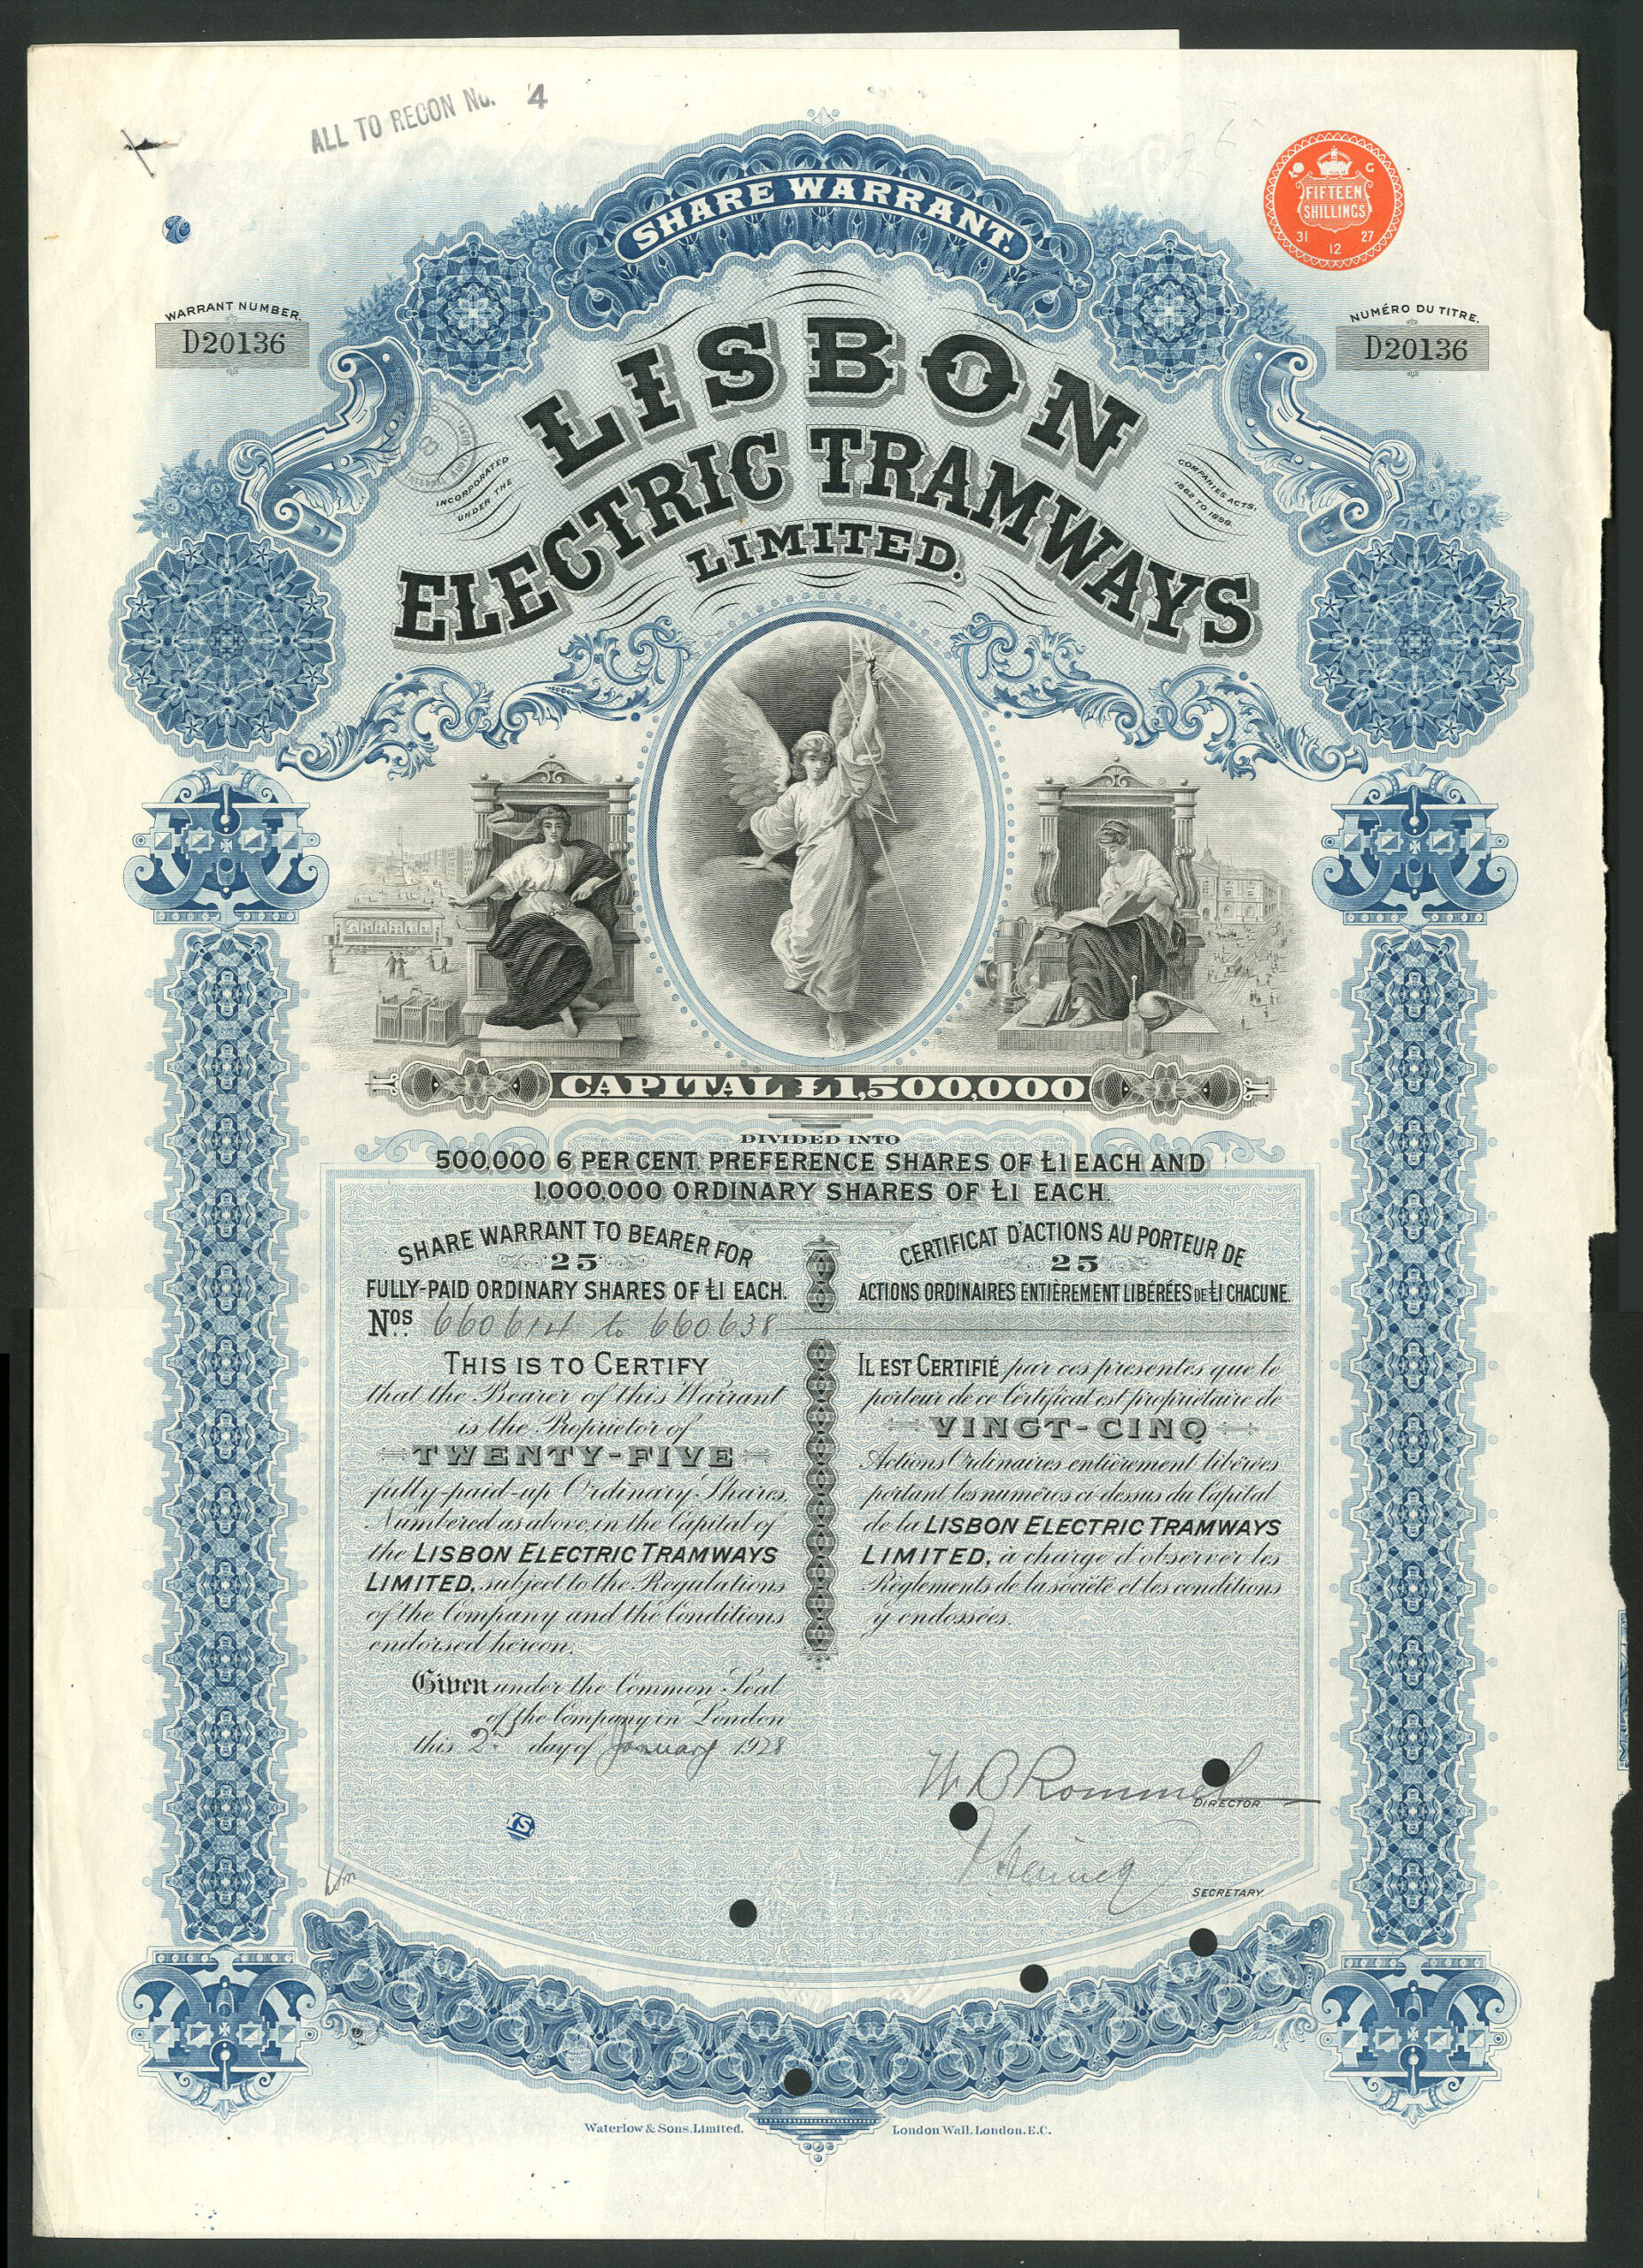 ALL TO RECON No. 4
SHARE WARRANT.
FIFTEEN
SHILLINGS
31 27
12
WARRANT NUMBER.
D20136
NUMÉRO DU TITRE.
D20136
LISBON
ELECTRIC TRAMWAYS
LIMITED.
INCORPORATED
UNDER THE
COMPANIES ACTS,
1862 TO 1898.
CAPITAL £1,500,000
DIVIDED INTO
500,000 6 PER CENT. PREFERENCE SHARES OF £1 EACH AND
1,000,000 ORDINARY SHARES OF £1 EACH.
SHARE WARRANT TO BEARER FOR
25
FULLY-PAID ORDINARY SHARES OF £1 EACH.
Nos. 660614 to 660638
THIS IS TO CERTIFY
that the Bearer of this Warrant
is the Proprietor of
TWENTY-FIVE
fully-paid-up Ordinary Shares,
Numbered as above, in the Capital of
the LISBON ELECTRIC TRAMWAYS
LIMITED, subject to the Regulations
of the Company and the Conditions
endorsed hereon.
Given under the Common Seal
of the Company in London
this 2 day of January 1928
CERTIFICAT D'ACTIONS AU PORTEUR DE
25
ACTIONS ORDINAIRES ENTIÈREMENT LIBÉRÉES DE £1 CHACUNE.
IL EST CERTIFIÉ par ces presentes que le
porteur de ce Certificat est propriétaire de
VINGT-CINQ
Actions Ordinaires entièrement libérées
portant les numéros ci-dessus du Capital
de la LISBON ELECTRIC TRAMWAYS
LIMITED, à charge d'observer les
Règlements de la société et les conditions
y endossées.
W B Rommel
DIRECTOR
SECRETARY
Waterlow & Sons. Limited. London Wall, London. E.C.